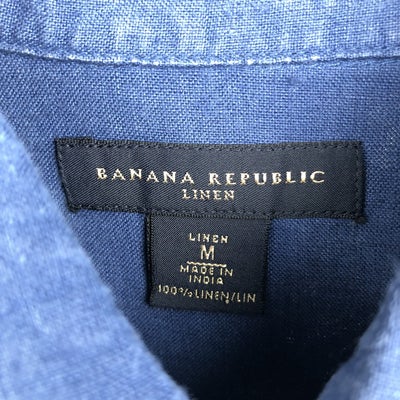 BANANA REPUBLIC
LINEN
LINEN
M
MADE IN
INDIA
100% LINEN/LIN